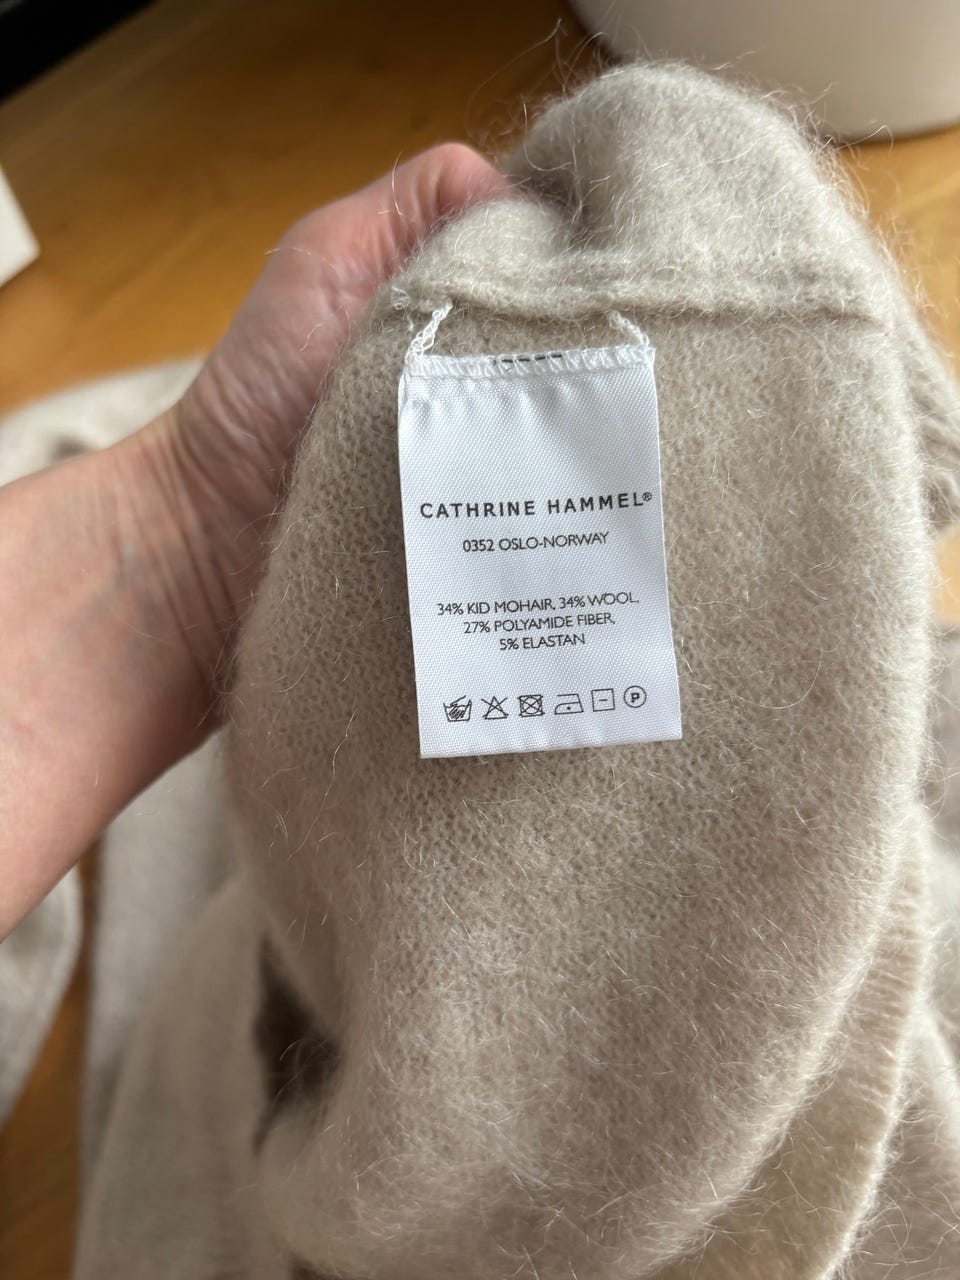 CATHRINE HAMMEL®
0352 OSLO-NORWAY
34% KID MOHAIR, 34% WOOL,
27% POLYAMIDE FIBER,
5% ELASTAN
P